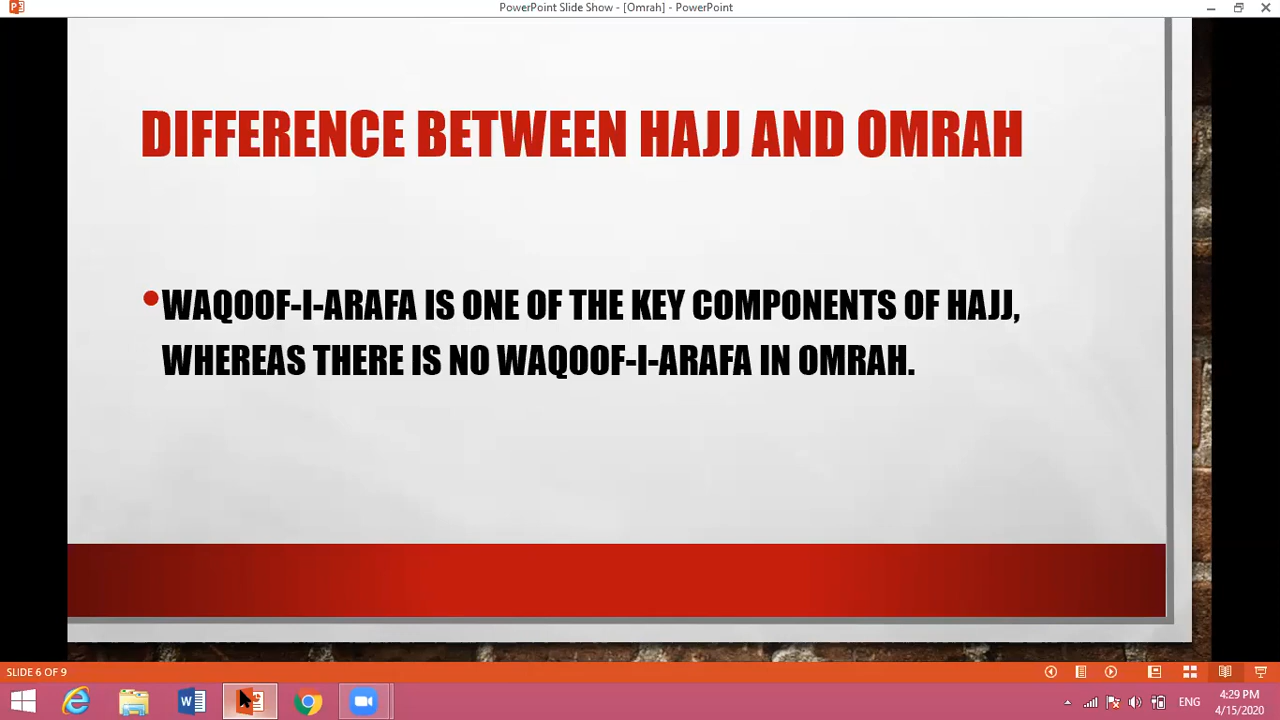 PowerPoint Slide Show - [Omrah] - PowerPoint
DIFFERENCE BETWEEN HAJJ AND OMRAH
•WAQOOF-I-ARAFA IS ONE OF THE KEY COMPONENTS OF HAJJ,
WHEREAS THERE IS NO WAQOOF-I-ARAFA IN OMRAH.
SLIDE 6 OF 9
ENG
4:29 PM
4/15/2020